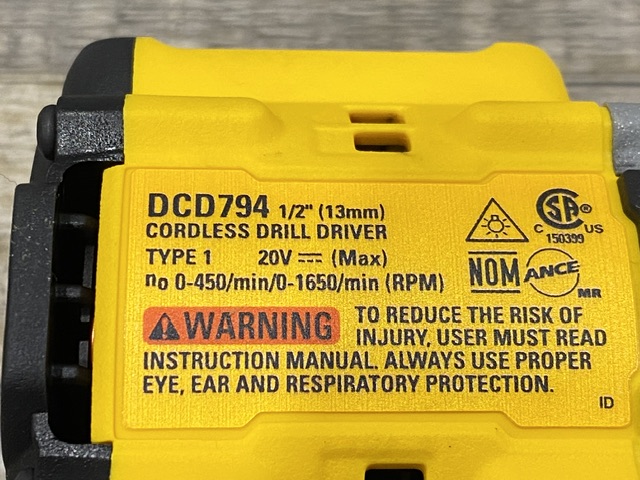 DCD794 1/2" (13mm)
CORDLESS DRILL DRIVER
TYPE 1 20V ⎓ (Max)
no 0-450/min/0-1650/min (RPM)
SA ®
C US
150399
NOM ANCE
MR
WARNING TO REDUCE THE RISK OF
INJURY, USER MUST READ
INSTRUCTION MANUAL. ALWAYS USE PROPER
EYE, EAR AND RESPIRATORY PROTECTION.
ID